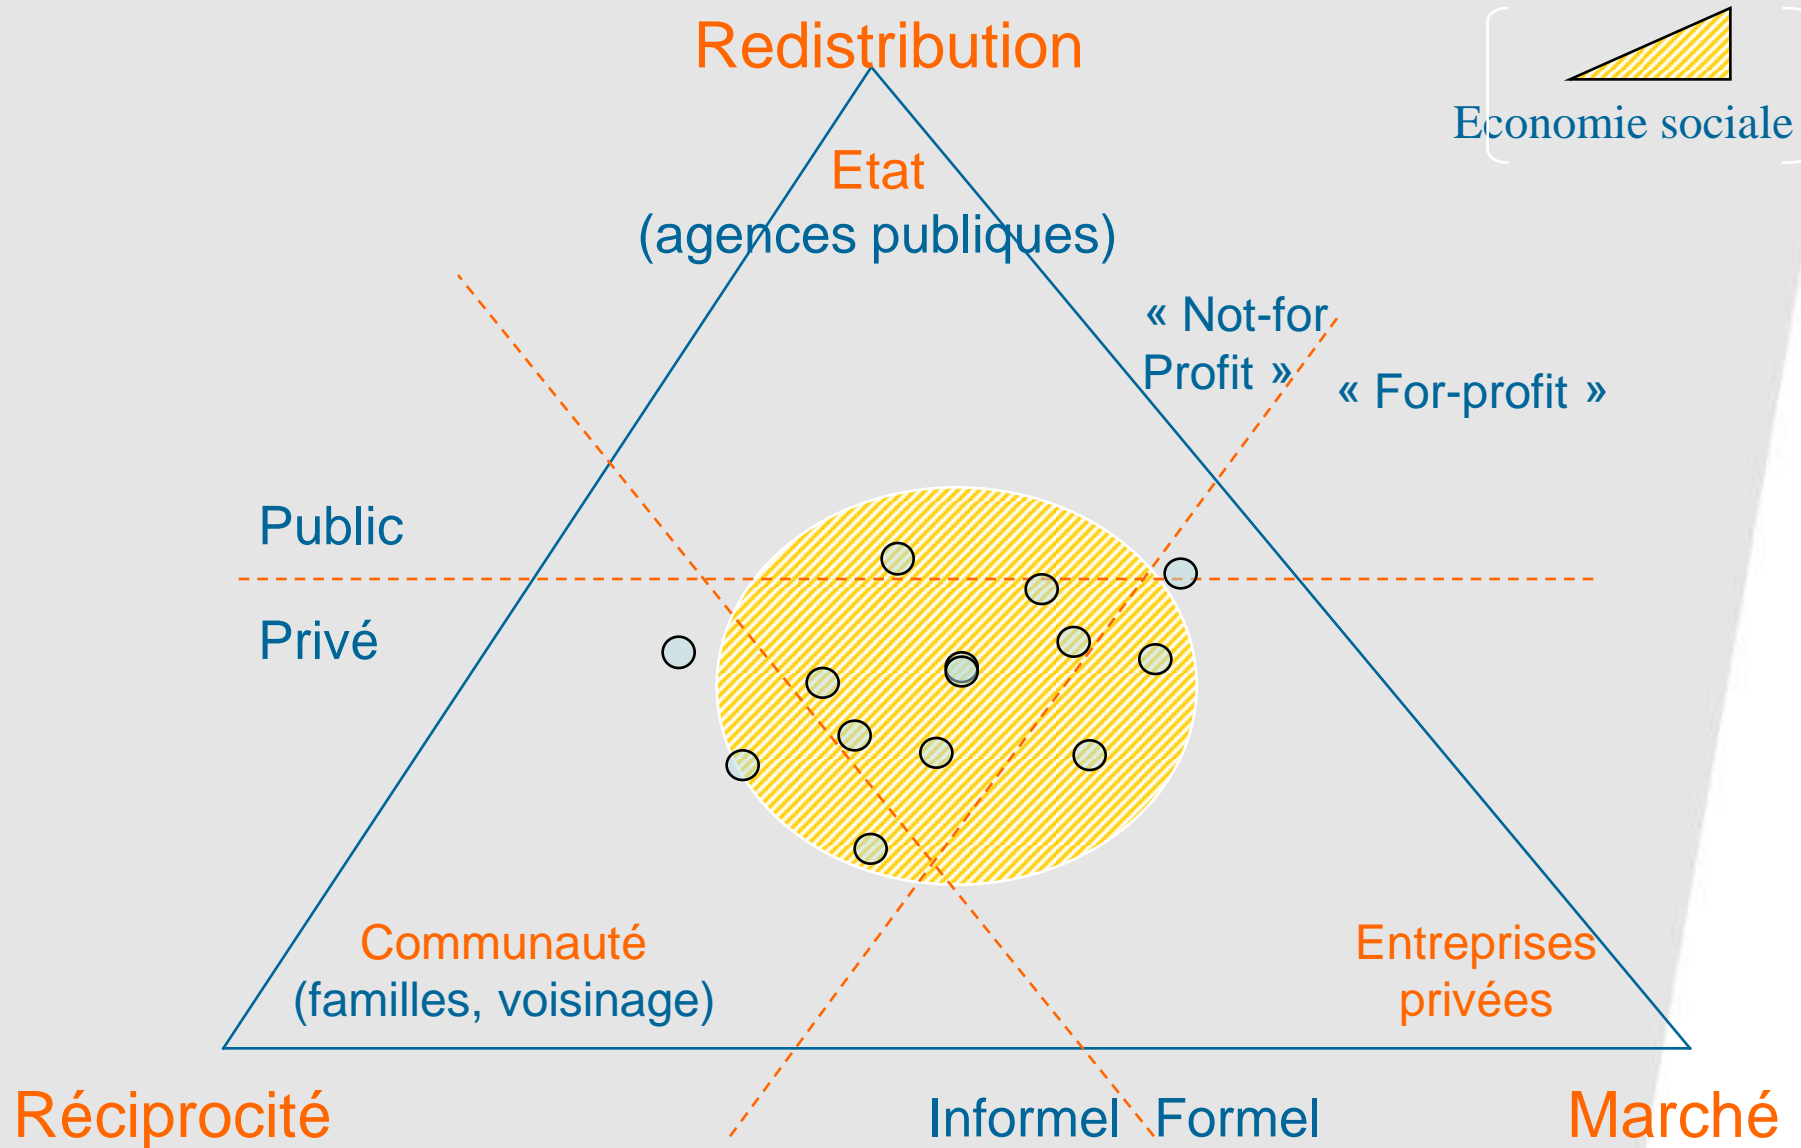 Redistribution
Economie sociale
Etat
(agences publiques)
« Not-for
Profit »
« For-profit »
Public
Privé
Communauté
(familles, voisinage)
Entreprises
privées
Réciprocité
Informel
Formel
Marché